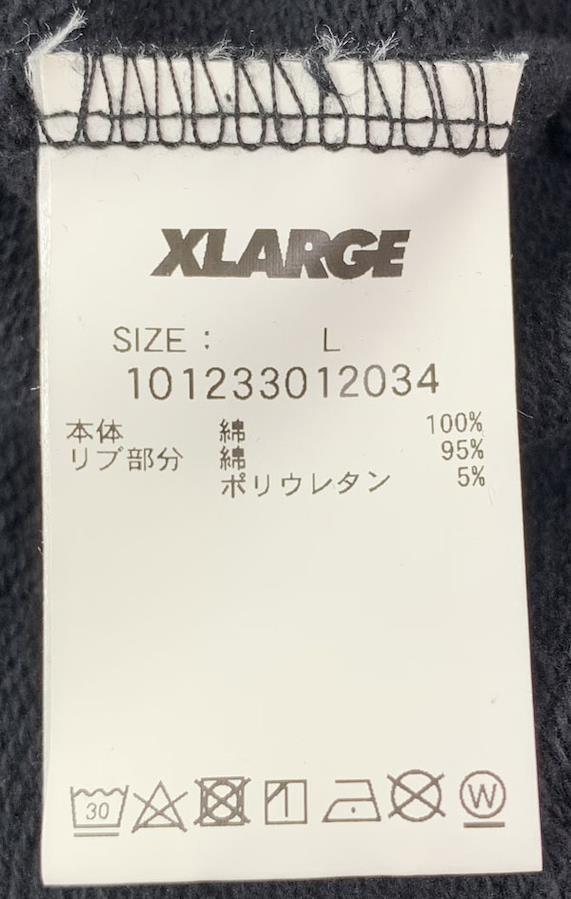 XLARGE
SIZE : L
101233012034
本体 綿 100%
リブ部分 綿 95%
ポリウレタン 5%
30
W